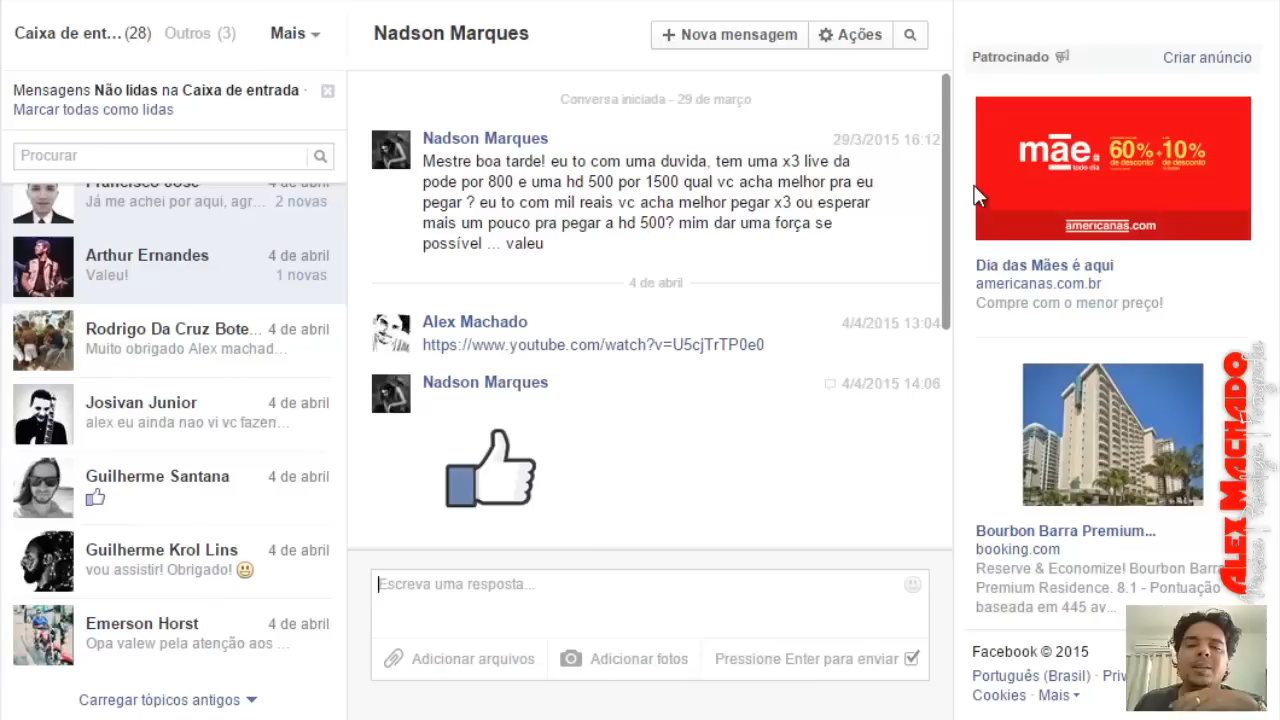 Caixa de ent... (28) Outros (3) Mais
Mensagens Não lidas na Caixa de entrada ·
Marcar todas como lidas
Procurar
Francisco José 4 de abril
Já me achei por aqui, agr... 2 novas
Arthur Ernandes 4 de abril
Valeu! 1 novas
Rodrigo Da Cruz Bote... 4 de abril
Muito obrigado Alex machad...
Josivan Junior 4 de abril
alex eu ainda nao vi vc fazen...
Guilherme Santana 4 de abril
Guilherme Krol Lins 4 de abril
vou assistir! Obrigado!
Emerson Horst 4 de abril
Opa valew pela atenção aos ...
Carregar tópicos antigos
Nadson Marques
Nova mensagem Ações
Conversa iniciada - 29 de março
Nadson Marques 29/3/2015 16:12
Mestre boa tarde! eu to com uma duvida, tem uma x3 live da
pode por 800 e uma hd 500 por 1500 qual vc acha melhor pra eu
pegar ? eu to com mil reais vc acha melhor pegar x3 ou esperar
mais um pouco pra pegar a hd 500? mim dar uma força se
possível ... valeu
4 de abril
Alex Machado 4/4/2015 13:04
https://www.youtube.com/watch?v=U5cjTrTP0e0
Nadson Marques 4/4/2015 14:06
Escreva uma resposta...
Adicionar arquivos Adicionar fotos Pressione Enter para enviar
Patrocinado Criar anúncio
mãe. todo dia 60% de desconto + 10% de desconto
americanas.com
Dia das Mães é aqui
americanas.com.br
Compre com o menor preço!
Bourbon Barra Premium...
booking.com
Reserve & Economize! Bourbon Barra
Premium Residence. 8.1 - Pontuação
baseada em 445 av...
Facebook © 2015
Português (Brasil) · Priv
Cookies · Mais
ALEX MACHADO